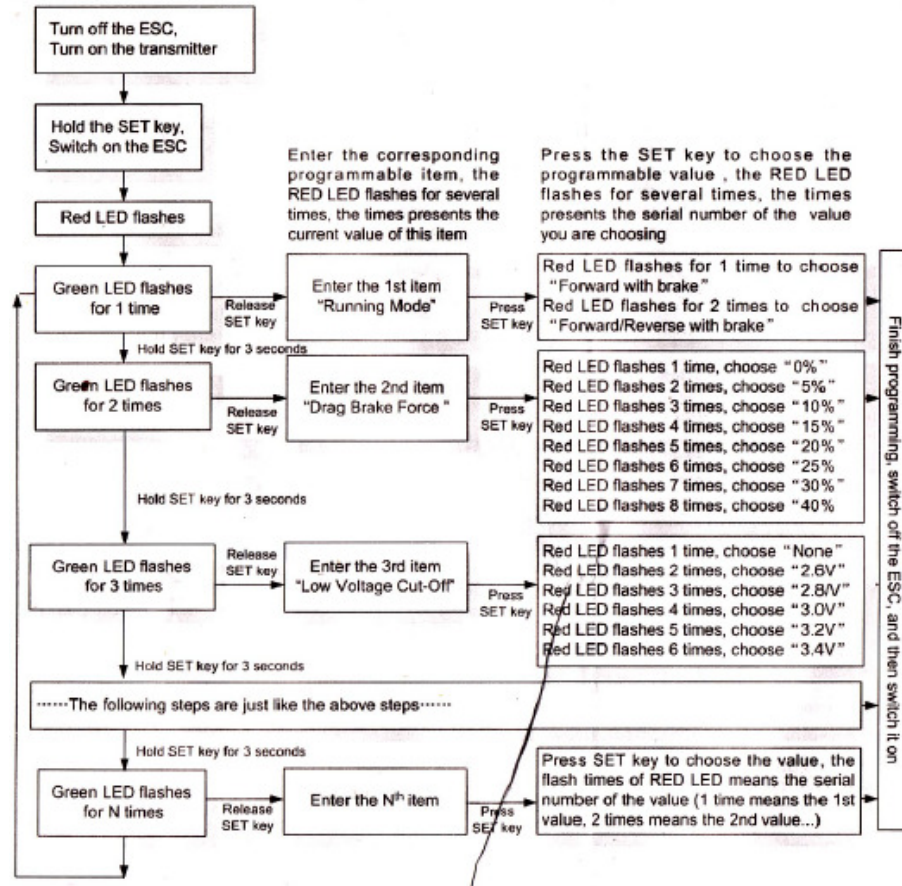 Turn off the ESC,
Turn on the transmitter
Hold the SET key,
Switch on the ESC
Red LED flashes
Enter the corresponding
programmable item, the
RED LED flashes for several
times, the times presents the
current value of this item
Press the SET key to choose the
programmable value , the RED LED
flashes for several times, the times
presents the serial number of the value
you are choosing
Green LED flashes
for 1 time
Release
SET key
Enter the 1st item
"Running Mode"
Press
SET key
Red LED flashes for 1 time to choose
"Forward with brake"
Red LED flashes for 2 times to choose
"Forward/Reverse with brake"
Hold SET key for 3 seconds
Green LED flashes
for 2 times
Release
SET key
Enter the 2nd item
"Drag Brake Force "
Press
SET key
Red LED flashes 1 time, choose "0%"
Red LED flashes 2 times, choose "5%"
Red LED flashes 3 times, choose "10%"
Red LED flashes 4 times, choose "15%"
Red LED flashes 5 times, choose "20%"
Red LED flashes 6 times, choose "25%
Red LED flashes 7 times, choose "30%"
Red LED flashes 8 times, choose "40%
Hold SET key for 3 seconds
Green LED flashes
for 3 times
Release
SET key
Enter the 3rd item
"Low Voltage Cut-Off"
Press
SET key
Red LED flashes 1 time, choose "None"
Red LED flashes 2 times, choose "2.6V"
Red LED flashes 3 times, choose "2.8/V"
Red LED flashes 4 times, choose "3.0V"
Red LED flashes 5 times, choose "3.2V"
Red LED flashes 6 times, choose "3.4V"
Hold SET key for 3 seconds
······The following steps are just like the above steps······
Hold SET key for 3 seconds
Green LED flashes
for N times
Release
SET key
Enter the Nth item
Press
SET key
Press SET key to choose the value, the
flash times of RED LED means the serial
number of the value (1 time means the 1st
value, 2 times means the 2nd value...)
Finish programming, switch off the ESC, and then switch it on